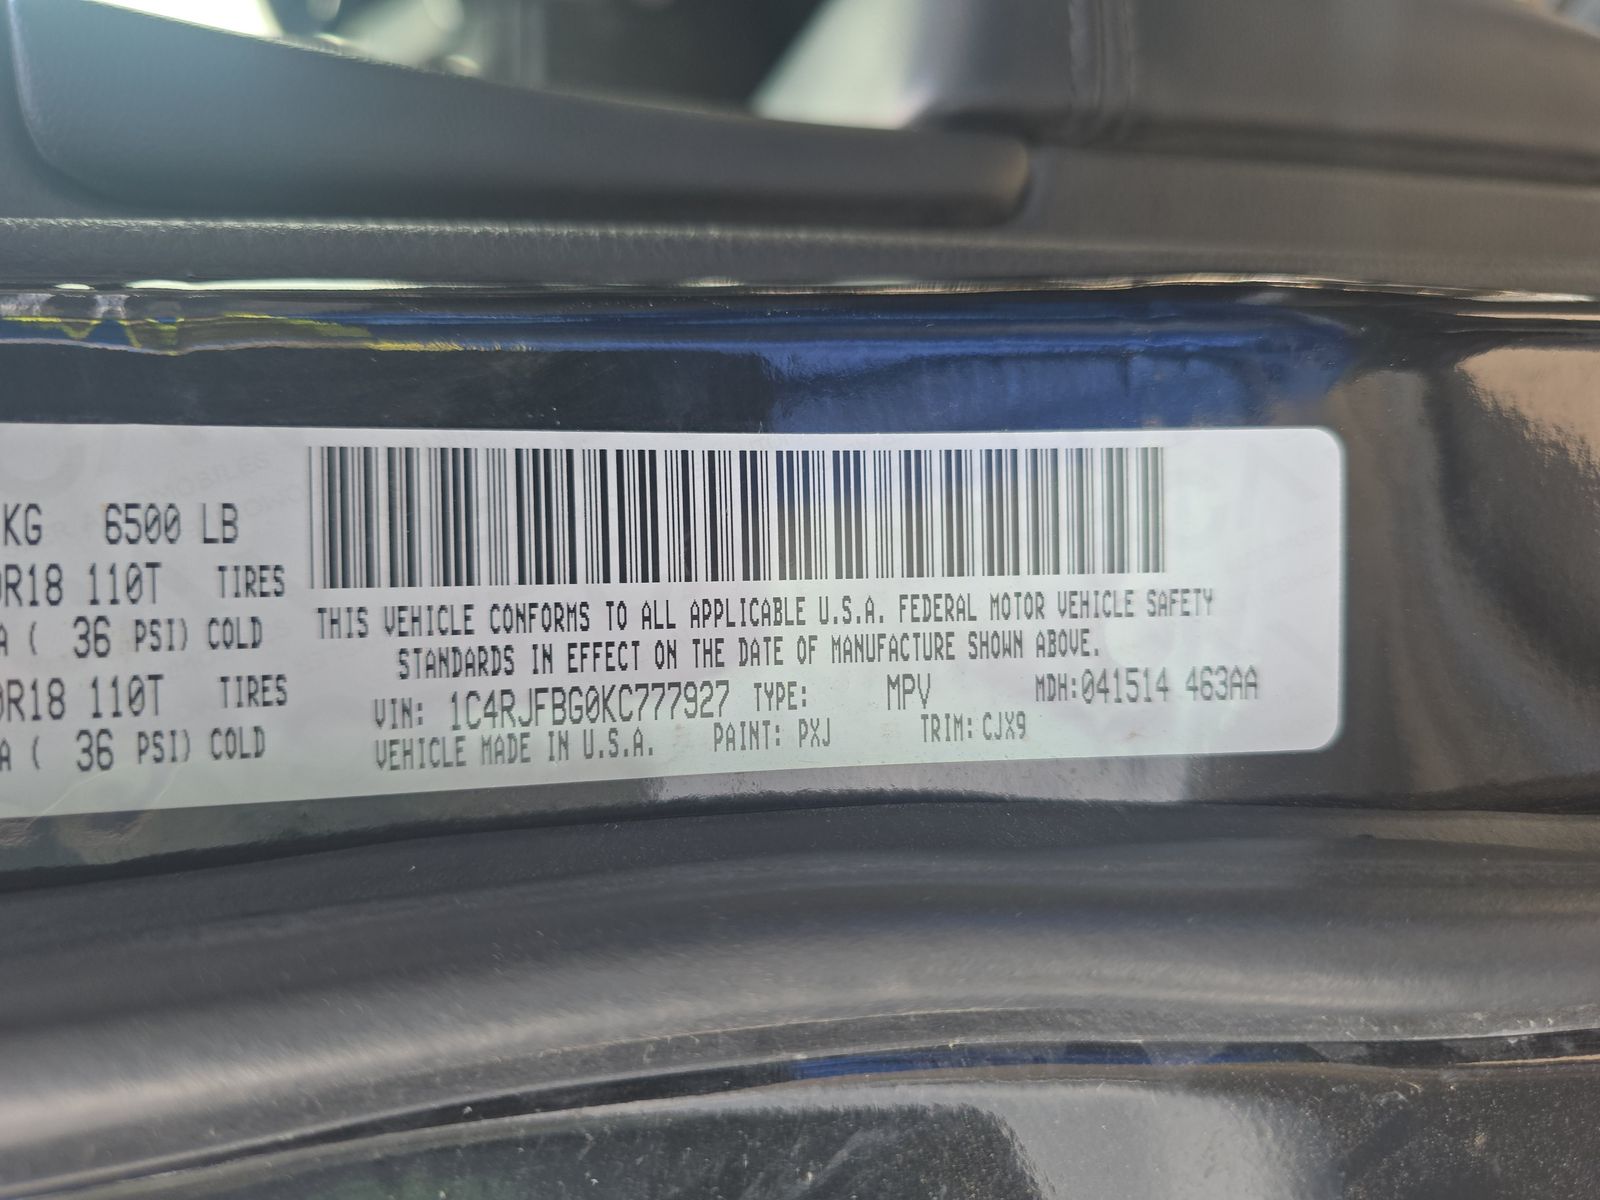 KG 6500 LB
R18 110T TIRES
A ( 36 PSI) COLD
R18 110T TIRES
A ( 36 PSI) COLD
THIS VEHICLE CONFORMS TO ALL APPLICABLE U.S.A. FEDERAL MOTOR VEHICLE SAFETY
STANDARDS IN EFFECT ON THE DATE OF MANUFACTURE SHOWN ABOVE.
VIN: 1C4RJFBG0KC777927 TYPE: MPV MDH:041514 463AA
VEHICLE MADE IN U.S.A. PAINT: PXJ TRIM: CJX9